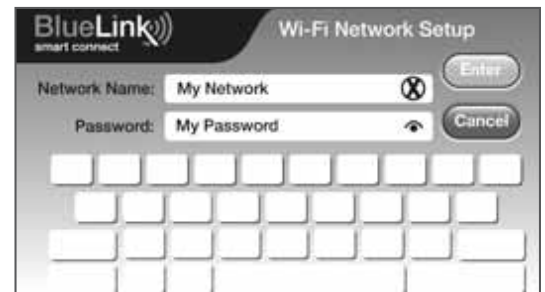 BlueLink
smart connect
Wi-Fi Network Setup
Enter
Network Name: My Network
Password: My Password
Cancel